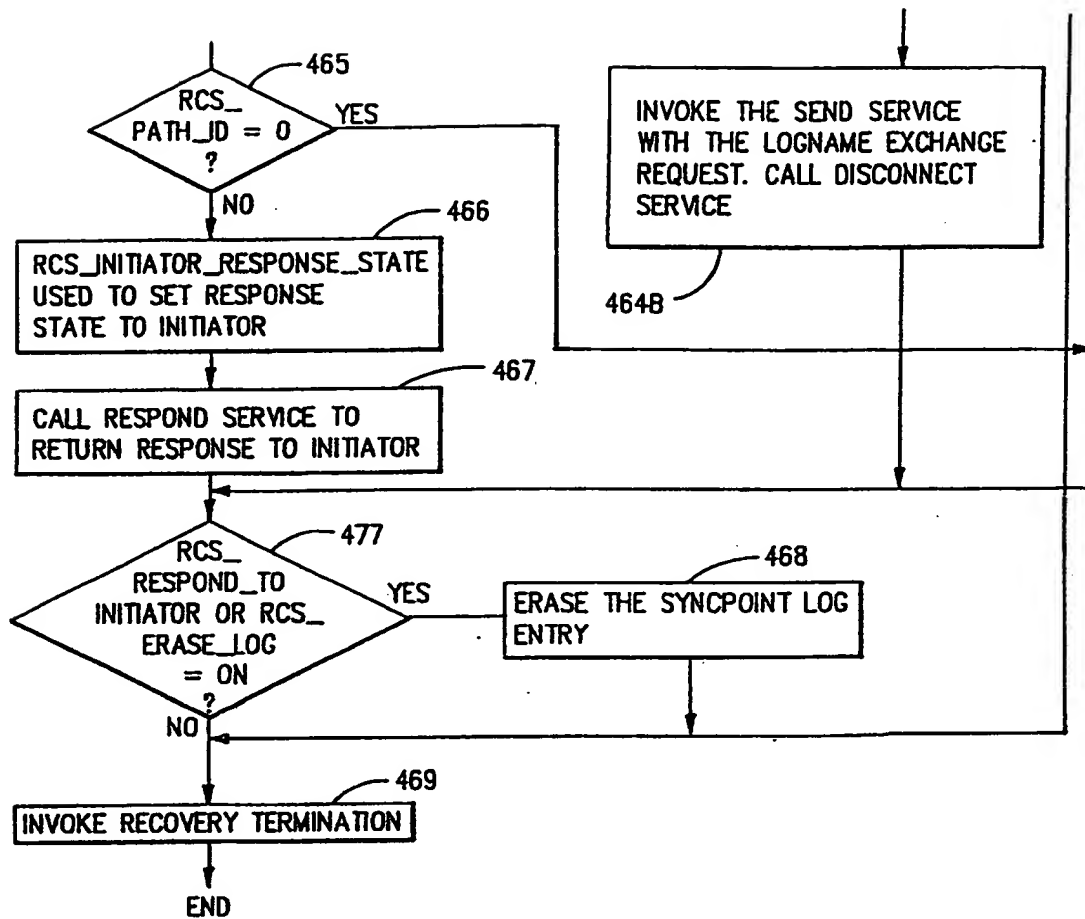 465
RCS_
PATH_ID = 0
?
YES
NO
INVOKE THE SEND SERVICE
WITH THE LOGNAME EXCHANGE
REQUEST. CALL DISCONNECT
SERVICE
464B
466
RCS_INITIATOR_RESPONSE_STATE
USED TO SET RESPONSE
STATE TO INITIATOR
467
CALL RESPOND SERVICE TO
RETURN RESPONSE TO INITIATOR
477
RCS_
RESPOND_TO
INITIATOR OR RCS_
ERASE_LOG
= ON
?
YES
NO
468
ERASE THE SYNCPOINT LOG
ENTRY
469
INVOKE RECOVERY TERMINATION
END